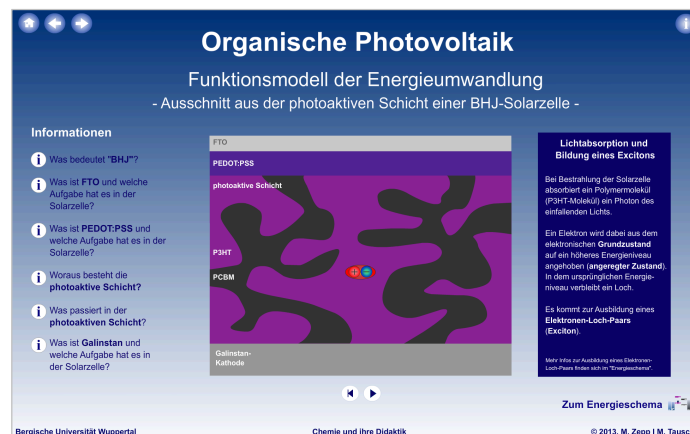 Organische Photovoltaik
Funktionsmodell der Energieumwandlung
- Ausschnitt aus der photoaktiven Schicht einer BHJ-Solarzelle -
Informationen
i Was bedeutet "BHJ"?
i Was ist FTO und welche
Aufgabe hat es in der
Solarzelle?
i Was ist PEDOT:PSS und
welche Aufgabe hat es in der
Solarzelle?
i Woraus besteht die
photoaktive Schicht?
i Was passiert in der
photoaktiven Schicht?
i Was ist Galinstan und
welche Aufgabe hat es in
der Solarzelle?
FTO
PEDOT:PSS
photoaktive Schicht
P3HT
PCBM
Galinstan-
Kathode
Lichtabsorption und
Bildung eines Excitons
Bei Bestrahlung der Solarzelle
absorbiert ein Polymermolekül
(P3HT-Molekül) ein Photon des
einfallenden Lichts.
Ein Elektron wird dabei aus dem
elektronischen Grundzustand
auf ein höheres Energieniveau
angehoben (angeregter Zustand).
In dem ursprünglichen Energie-
niveau verbleibt ein Loch.
Es kommt zur Ausbildung eines
Elektronen-Loch-Paars
(Exciton).
Mehr Infos zur Ausbildung eines Elektronen-
Loch-Paars finden sich im "Energieschema".
Zum Energieschema
Bergische Universität Wuppertal
Chemie und ihre Didaktik
© 2013, M. Zepp I M. Tausc